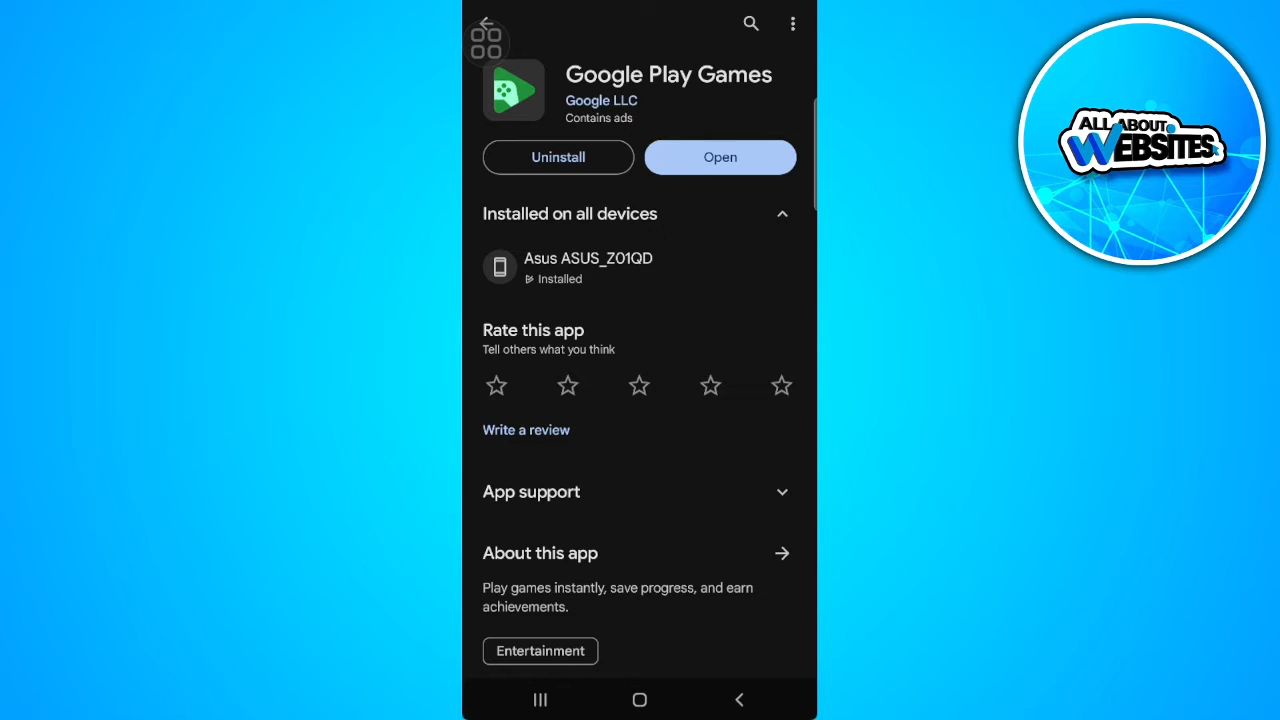 Google Play Games
Google LLC
Contains ads
Uninstall
Open
Installed on all devices
Asus ASUS_Z01QD
Installed
Rate this app
Tell others what you think
Write a review
App support
About this app
Play games instantly, save progress, and earn
achievements.
Entertainment
ALL ABOUT
WEBSITES